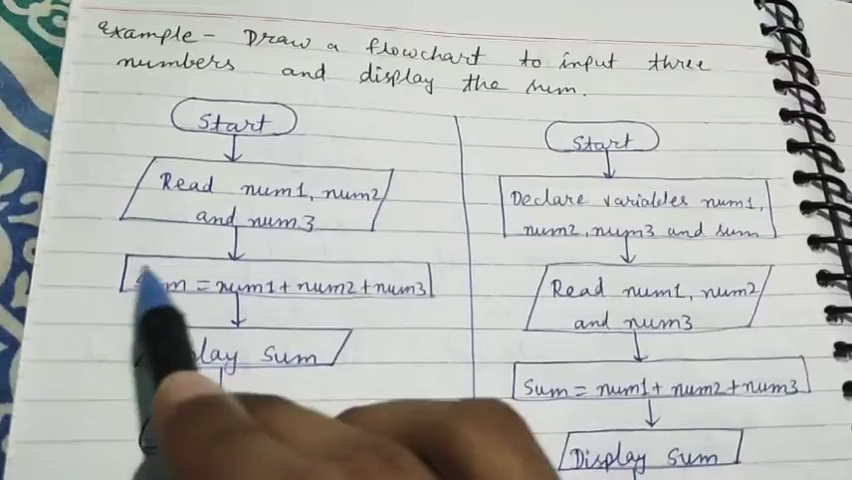 Example - Draw a flowchart to input three
numbers and display the sum.
Start
Read num1, num2
and num3
= num1 + num2 + num3
sum
Start
Declare variables num1,
num2, num3 and sum
Read num1, num2
and num3
Sum = num1 + num2 + num3
Display sum